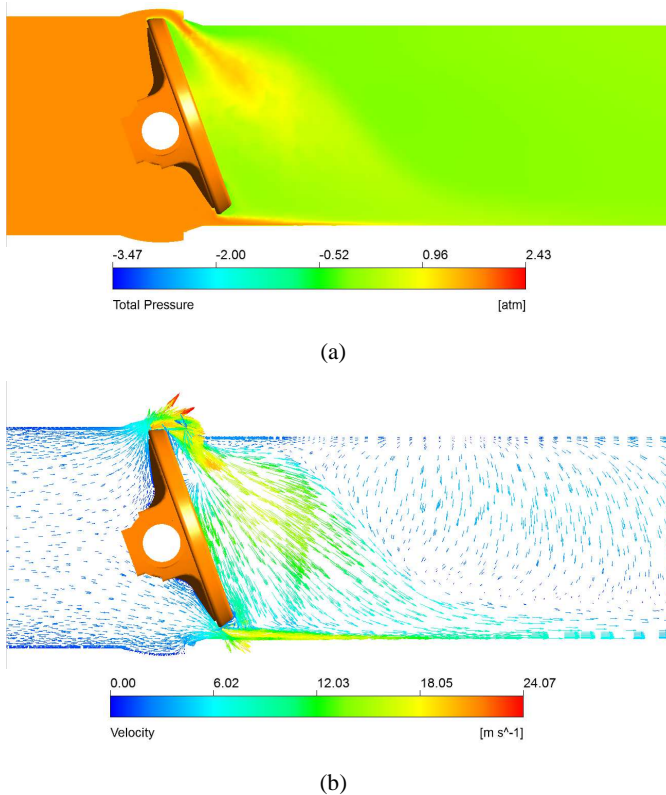 -3.47 -2.00 -0.52 0.96 2.43
Total Pressure [atm]
(a)
0.00 6.02 12.03 18.05 24.07
Velocity [m s^-1]
(b)